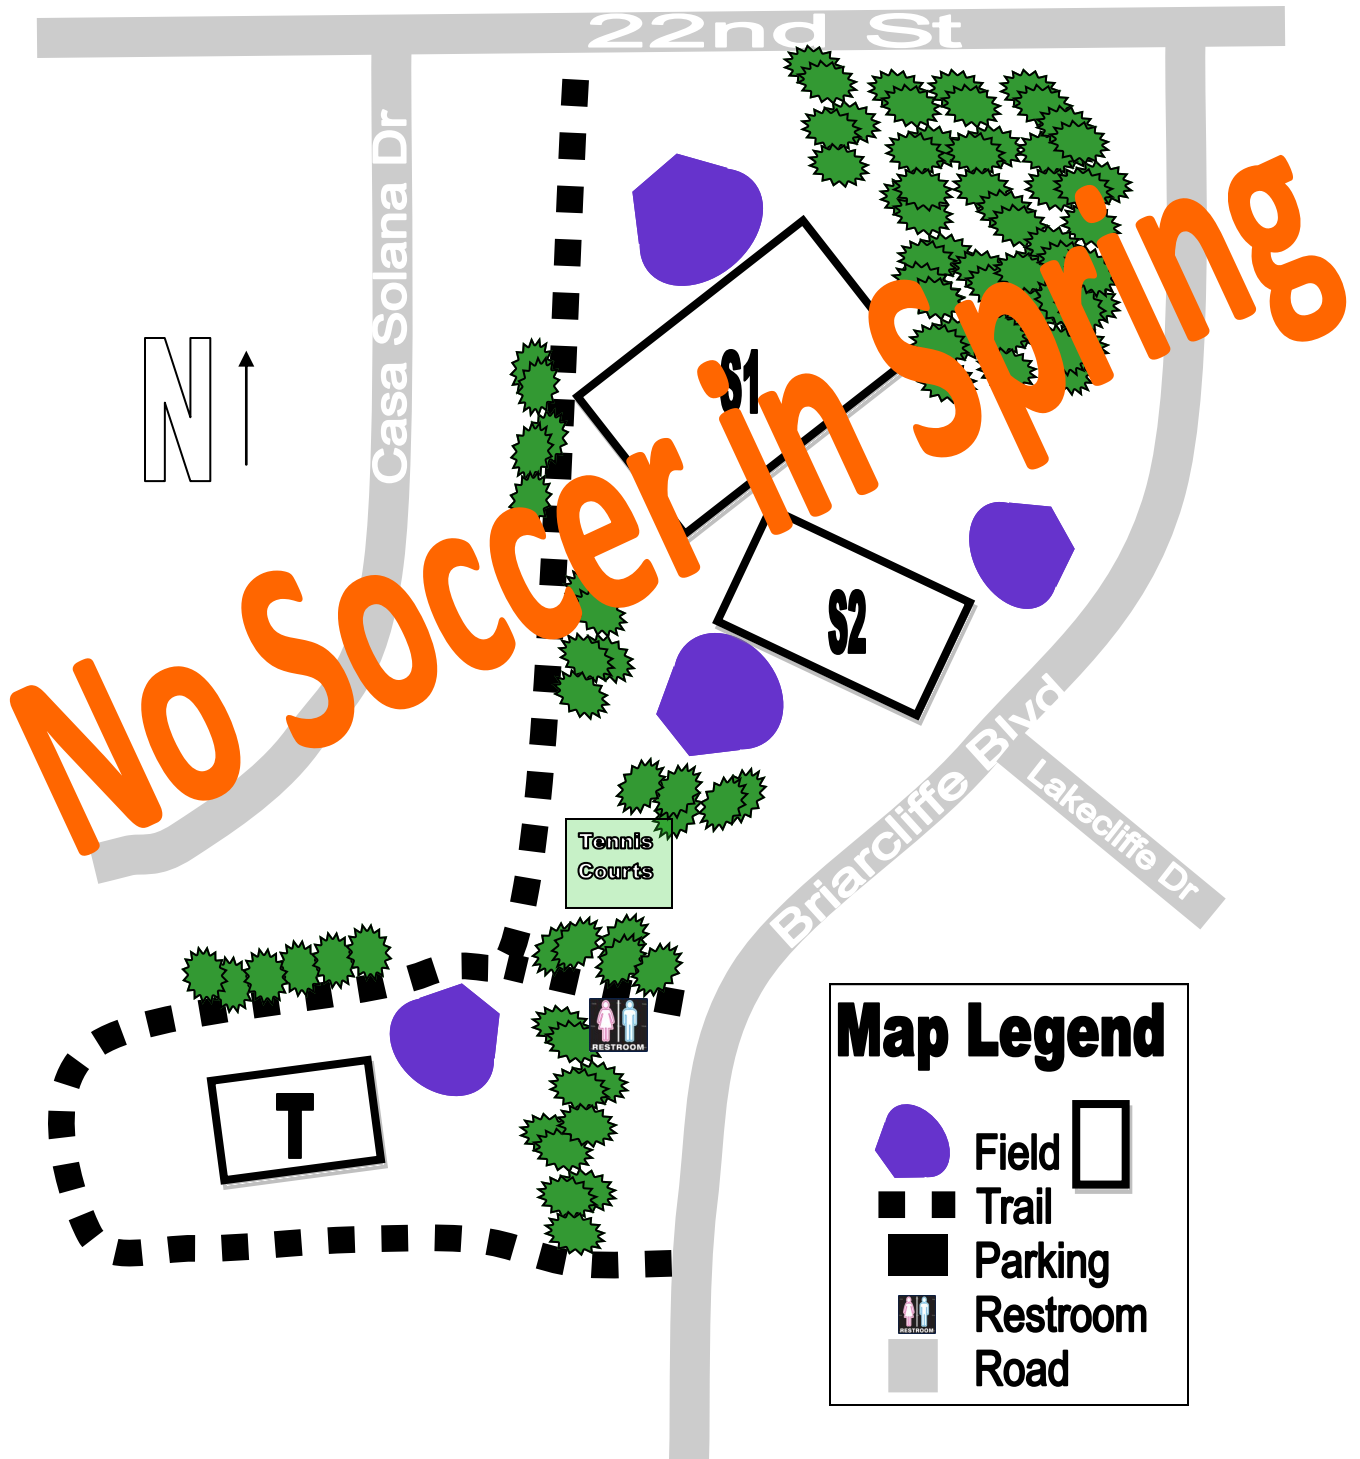 22nd St
Casa Solana Dr
N
S1
No Soccer in Spring
S2
Briarcliffe Blvd
Lakecliffe Dr
Tennis
Courts
RESTROOM
T
Map Legend
Field
Trail
Parking
RESTROOM
Restroom
Road